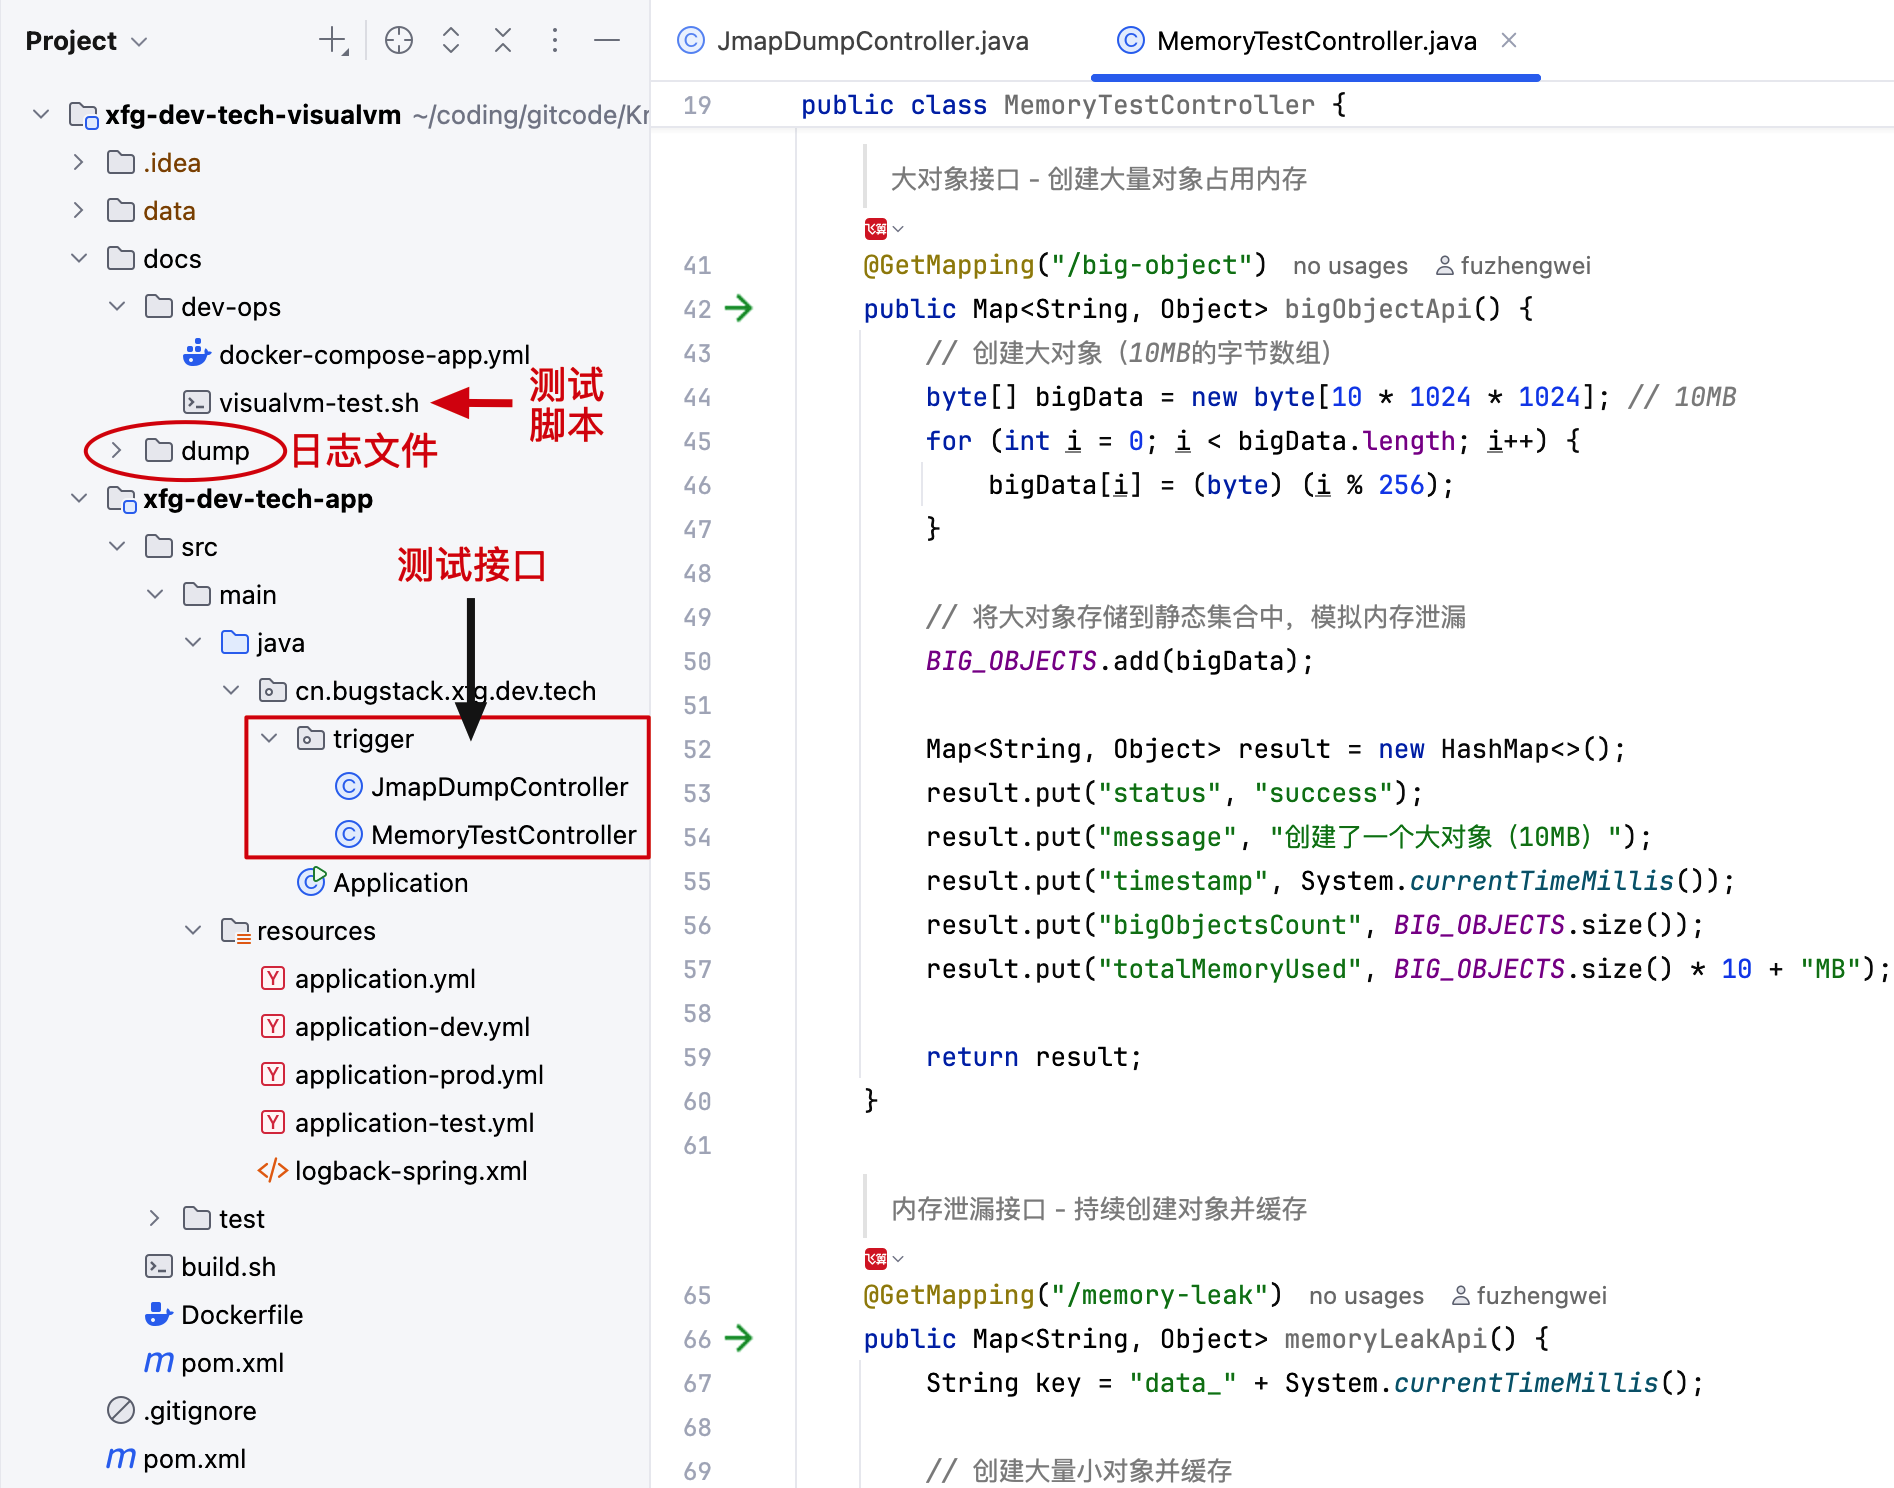 Project
xfg-dev-tech-visualvm ~/coding/gitcode/Kr
.idea
data
docs
dev-ops
docker-compose-app.yml
visualvm-test.sh
测试
脚本
dump
日志文件
xfg-dev-tech-app
src
测试接口
main
java
cn.bugstack.xfg.dev.tech
trigger
JmapDumpController
MemoryTestController
Application
resources
application.yml
application-dev.yml
application-prod.yml
application-test.yml
logback-spring.xml
test
build.sh
Dockerfile
pom.xml
.gitignore
pom.xml
JmapDumpController.java
MemoryTestController.java
19 public class MemoryTestController {
大对象接口 - 创建大量对象占用内存
飞算
41 @GetMapping("/big-object") no usages fuzhengwei
42 public Map<String, Object> bigObjectApi() {
43 // 创建大对象（10MB的字节数组）
44 byte[] bigData = new byte[10 * 1024 * 1024]; // 10MB
45 for (int i = 0; i < bigData.length; i++) {
46 bigData[i] = (byte) (i % 256);
47 }
48
49 // 将大对象存储到静态集合中，模拟内存泄漏
50 BIG_OBJECTS.add(bigData);
51
52 Map<String, Object> result = new HashMap<>();
53 result.put("status", "success");
54 result.put("message", "创建了一个大对象（10MB）");
55 result.put("timestamp", System.currentTimeMillis());
56 result.put("bigObjectsCount", BIG_OBJECTS.size());
57 result.put("totalMemoryUsed", BIG_OBJECTS.size() * 10 + "MB");
58
59 return result;
60 }
61
内存泄漏接口 - 持续创建对象并缓存
飞算
65 @GetMapping("/memory-leak") no usages fuzhengwei
66 public Map<String, Object> memoryLeakApi() {
67 String key = "data_" + System.currentTimeMillis();
68
69 // 创建大量小对象并缓存